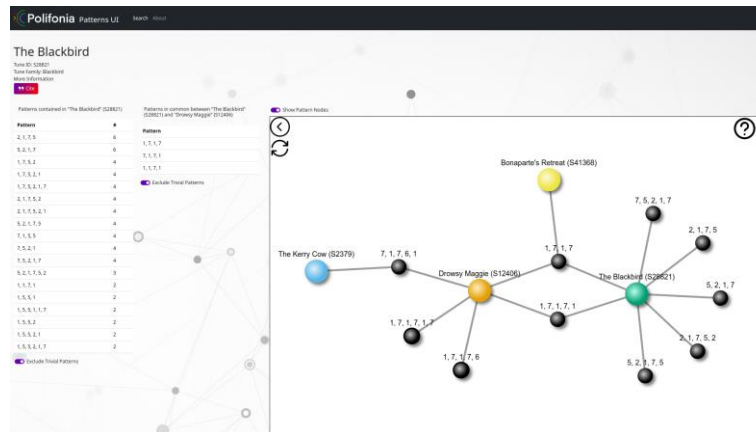 Polifonia Patterns UI
Search About
The Blackbird
Tune ID: S28821
Tune Family: Blackbird
More Information
Cite
Patterns contained in "The Blackbird" (S28821)
Pattern #
2, 1, 7, 5 6
5, 2, 1, 7 6
1, 7, 5, 2 4
1, 7, 5, 2, 1 4
1, 7, 5, 2, 1, 7 4
2, 1, 7, 5, 2 4
2, 1, 7, 5, 2, 1 4
5, 2, 1, 7, 5 4
7, 1, 5, 5 4
7, 5, 2, 1 4
7, 5, 2, 1, 7 4
5, 2, 1, 7, 5, 2 3
1, 1, 7, 1 2
1, 5, 5, 1 2
1, 5, 5, 1, 1, 7 2
1, 5, 5, 2 2
1, 5, 5, 2, 1 2
1, 5, 5, 2, 1, 7 2
Exclude Trivial Patterns
Patterns in common between "The Blackbird"
(S28821) and "Drowsy Maggie" (S12406)
Pattern
1, 7, 1, 7
7, 1, 7, 1
1, 1, 7, 1
Exclude Trivial Patterns
Show Pattern Nodes:
?
Bonaparte's Retreat (S41368)
7, 5, 2, 1, 7
2, 1, 7, 5
The Kerry Cow (S2379)
7, 1, 7, 6, 1
1, 7, 1, 7
Drowsy Maggie (S12406)
The Blackbird (S28821)
5, 2, 1, 7
1, 7, 1, 7, 1
1, 7, 1, 7, 1, 7
2, 1, 7, 5, 2
1, 7, 1, 7, 6
5, 2, 1, 7, 5